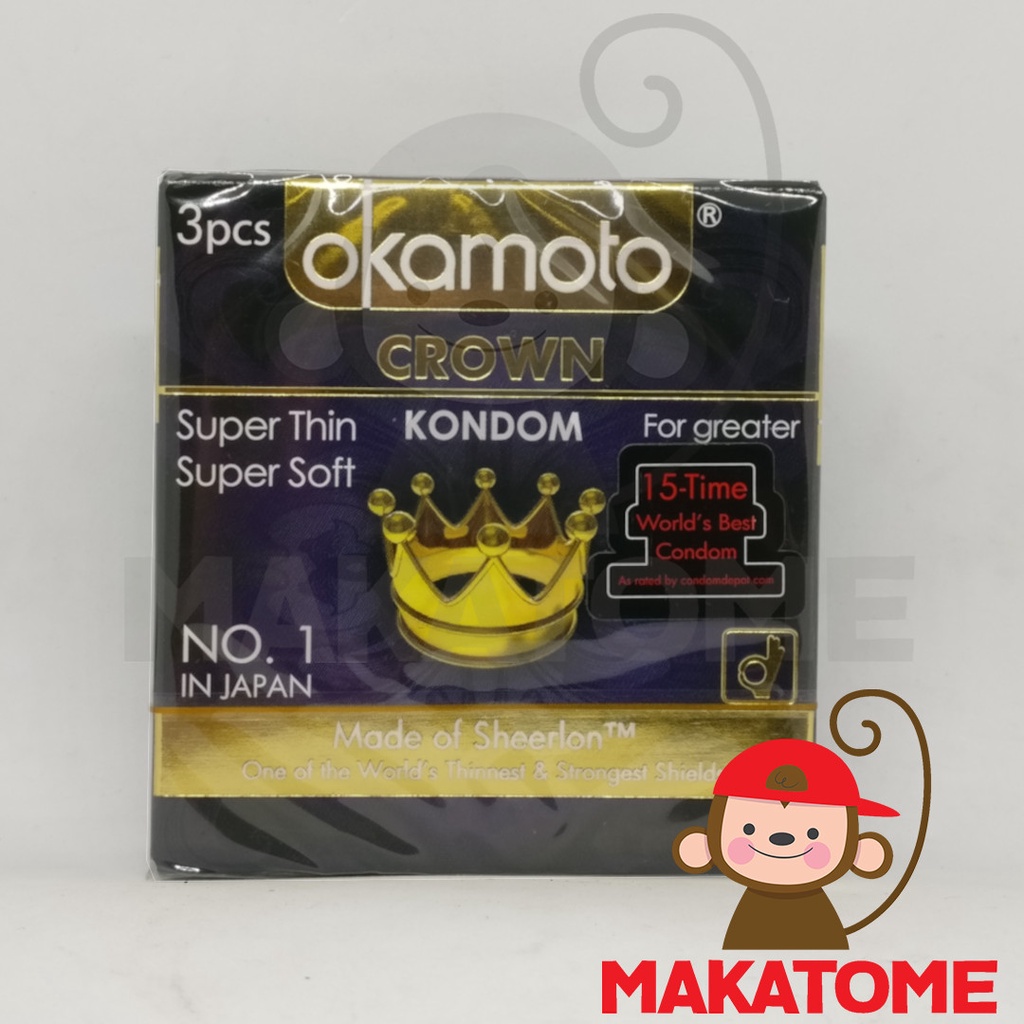 3pcs
okamoto®
CROWN
Super Thin
Super Soft
KONDOM
For greater
15-Time
World's Best
Condom
As rated by condomdepot.com
NO. 1
IN JAPAN
Made of Sheerlon™
One of the World's Thinnest & Strongest
MAKATOME
MAKATOME